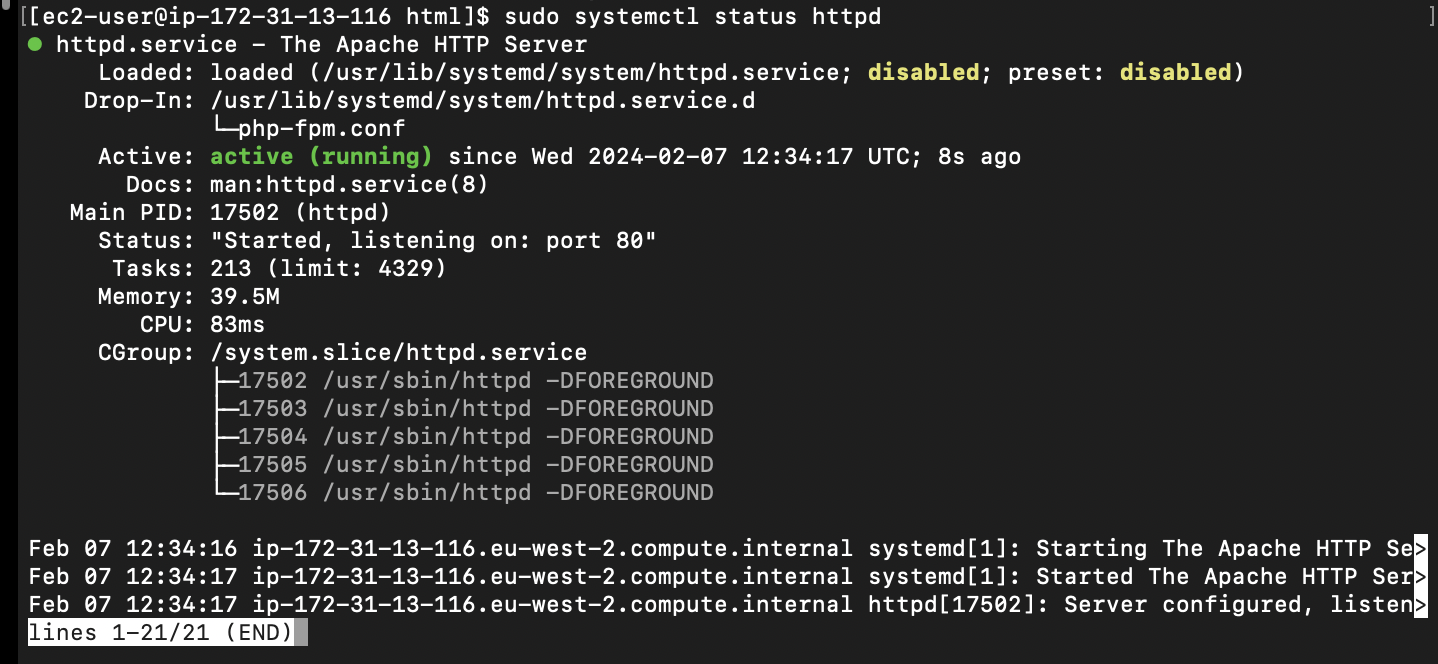 [[ec2-user@ip-172-31-13-116 html]$ sudo systemctl status httpd ]
● httpd.service – The Apache HTTP Server
     Loaded: loaded (/usr/lib/systemd/system/httpd.service; disabled; preset: disabled)
    Drop-In: /usr/lib/systemd/system/httpd.service.d
             └─php-fpm.conf
     Active: active (running) since Wed 2024-02-07 12:34:17 UTC; 8s ago
       Docs: man:httpd.service(8)
   Main PID: 17502 (httpd)
     Status: "Started, listening on: port 80"
      Tasks: 213 (limit: 4329)
     Memory: 39.5M
        CPU: 83ms
     CGroup: /system.slice/httpd.service
             ├─17502 /usr/sbin/httpd -DFOREGROUND
             ├─17503 /usr/sbin/httpd -DFOREGROUND
             ├─17504 /usr/sbin/httpd -DFOREGROUND
             ├─17505 /usr/sbin/httpd -DFOREGROUND
             └─17506 /usr/sbin/httpd -DFOREGROUND
Feb 07 12:34:16 ip-172-31-13-116.eu-west-2.compute.internal systemd[1]: Starting The Apache HTTP Se>
Feb 07 12:34:17 ip-172-31-13-116.eu-west-2.compute.internal systemd[1]: Started The Apache HTTP Ser>
Feb 07 12:34:17 ip-172-31-13-116.eu-west-2.compute.internal httpd[17502]: Server configured, listen>
lines 1-21/21 (END)